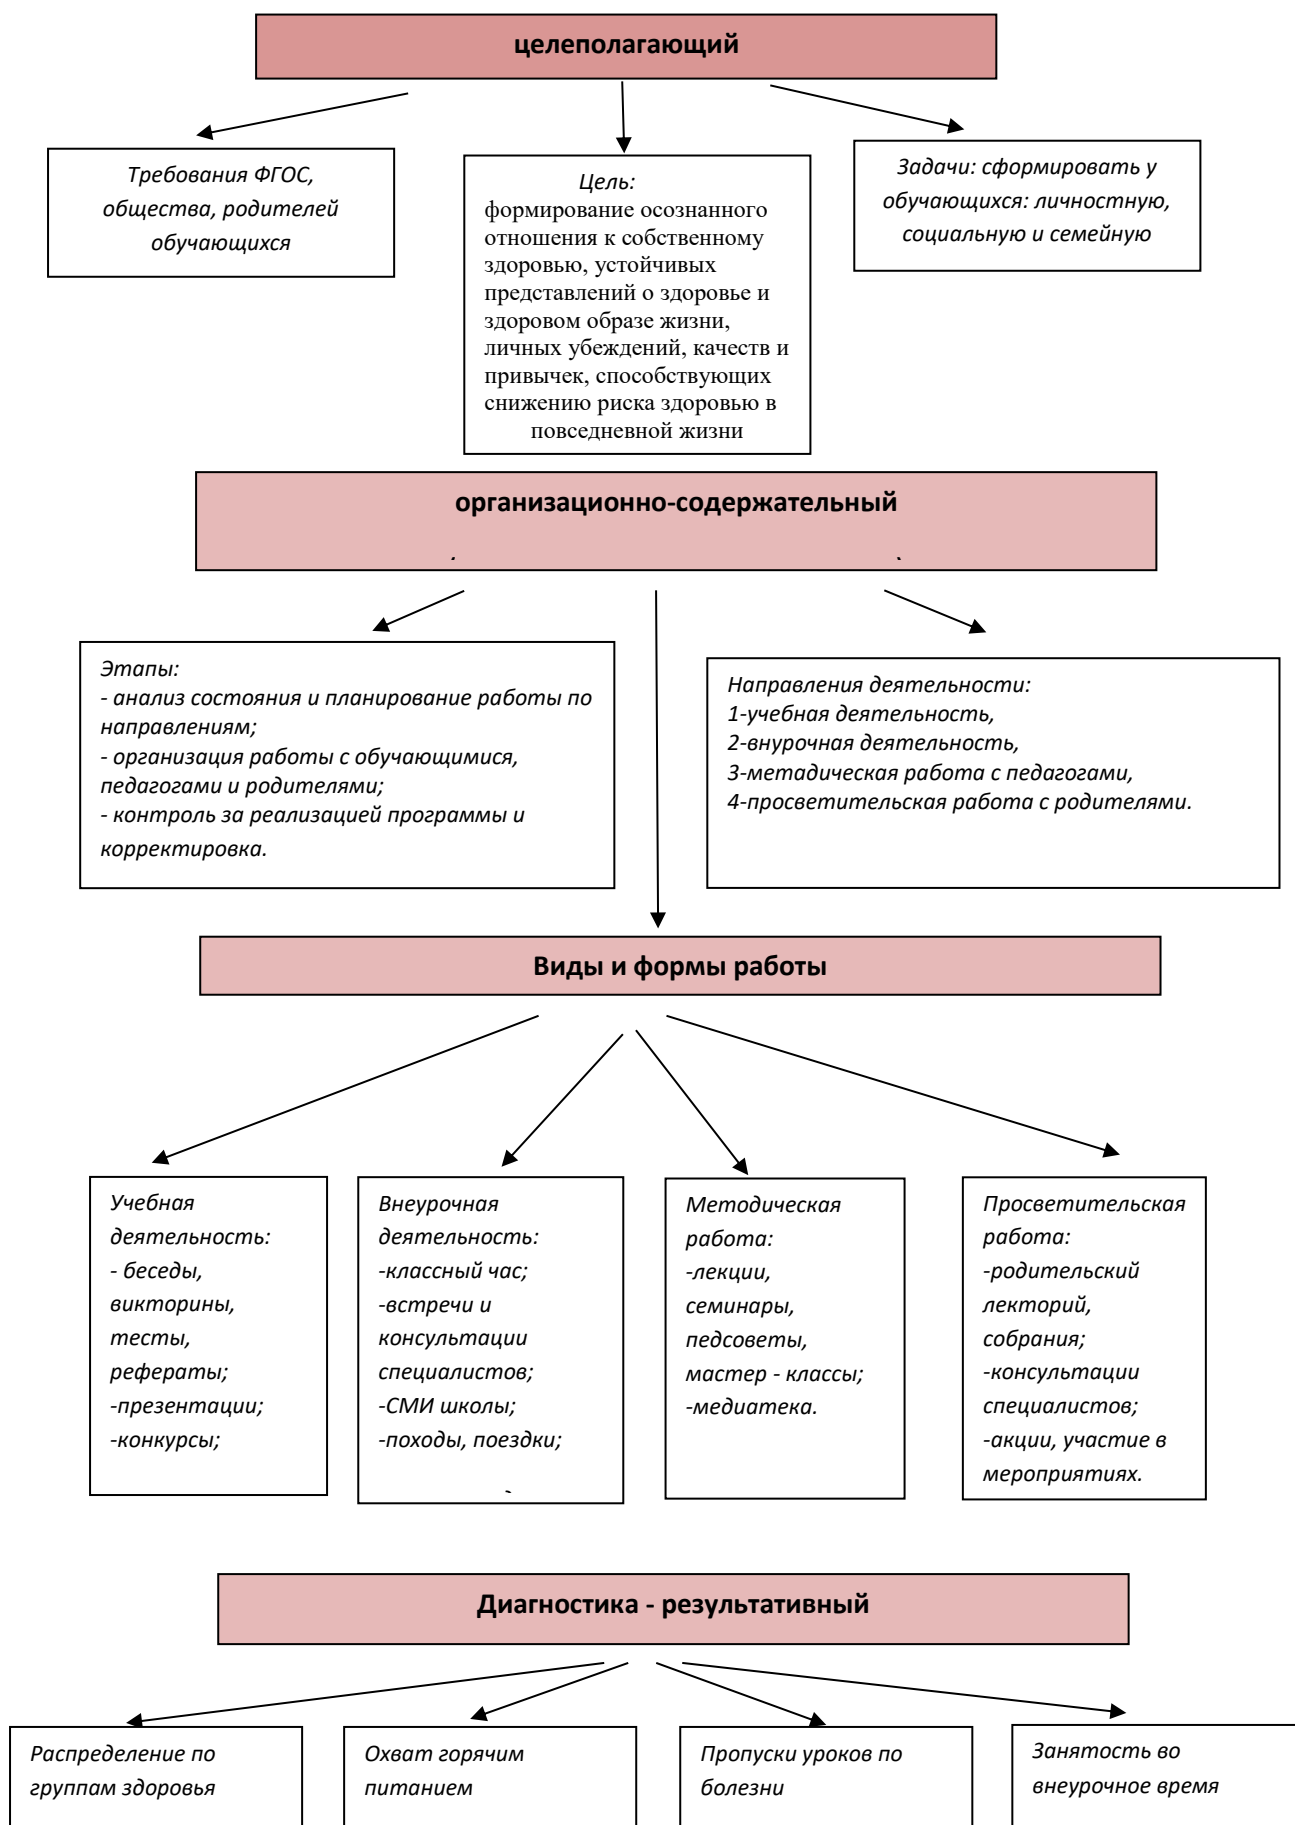 целеполагающий
Требования ФГОС,
общества, родителей
обучающихся
Цель:
формирование осознанного
отношения к собственному
здоровью, устойчивых
представлений о здоровье и
здоровом образе жизни,
личных убеждений, качеств и
привычек, способствующих
снижению риска здоровью в
повседневной жизни
Задачи: сформировать у
обучающихся: личностную,
социальную и семейную
организационно-содержательный
Этапы:
- анализ состояния и планирование работы по
направлениям;
- организация работы с обучающимися,
педагогами и родителями;
- контроль за реализацией программы и
корректировка.
Направления деятельности:
1-учебная деятельность,
2-внурочная деятельность,
3-метадическая работа с педагогами,
4-просветительская работа с родителями.
Виды и формы работы
Учебная
деятельность:
- беседы,
викторины,
тесты,
рефераты;
-презентации;
-конкурсы;
Внеурочная
деятельность:
-классный час;
-встречи и
консультации
специалистов;
-СМИ школы;
-походы, поездки;
Методическая
работа:
-лекции,
семинары,
педсоветы,
мастер - классы;
-медиатека.
Просветительская
работа:
-родительский
лекторий,
собрания;
-консультации
специалистов;
-акции, участие в
мероприятиях.
Диагностика - результативный
Распределение по
группам здоровья
Охват горячим
питанием
Пропуски уроков по
болезни
Занятость во
внеурочное время